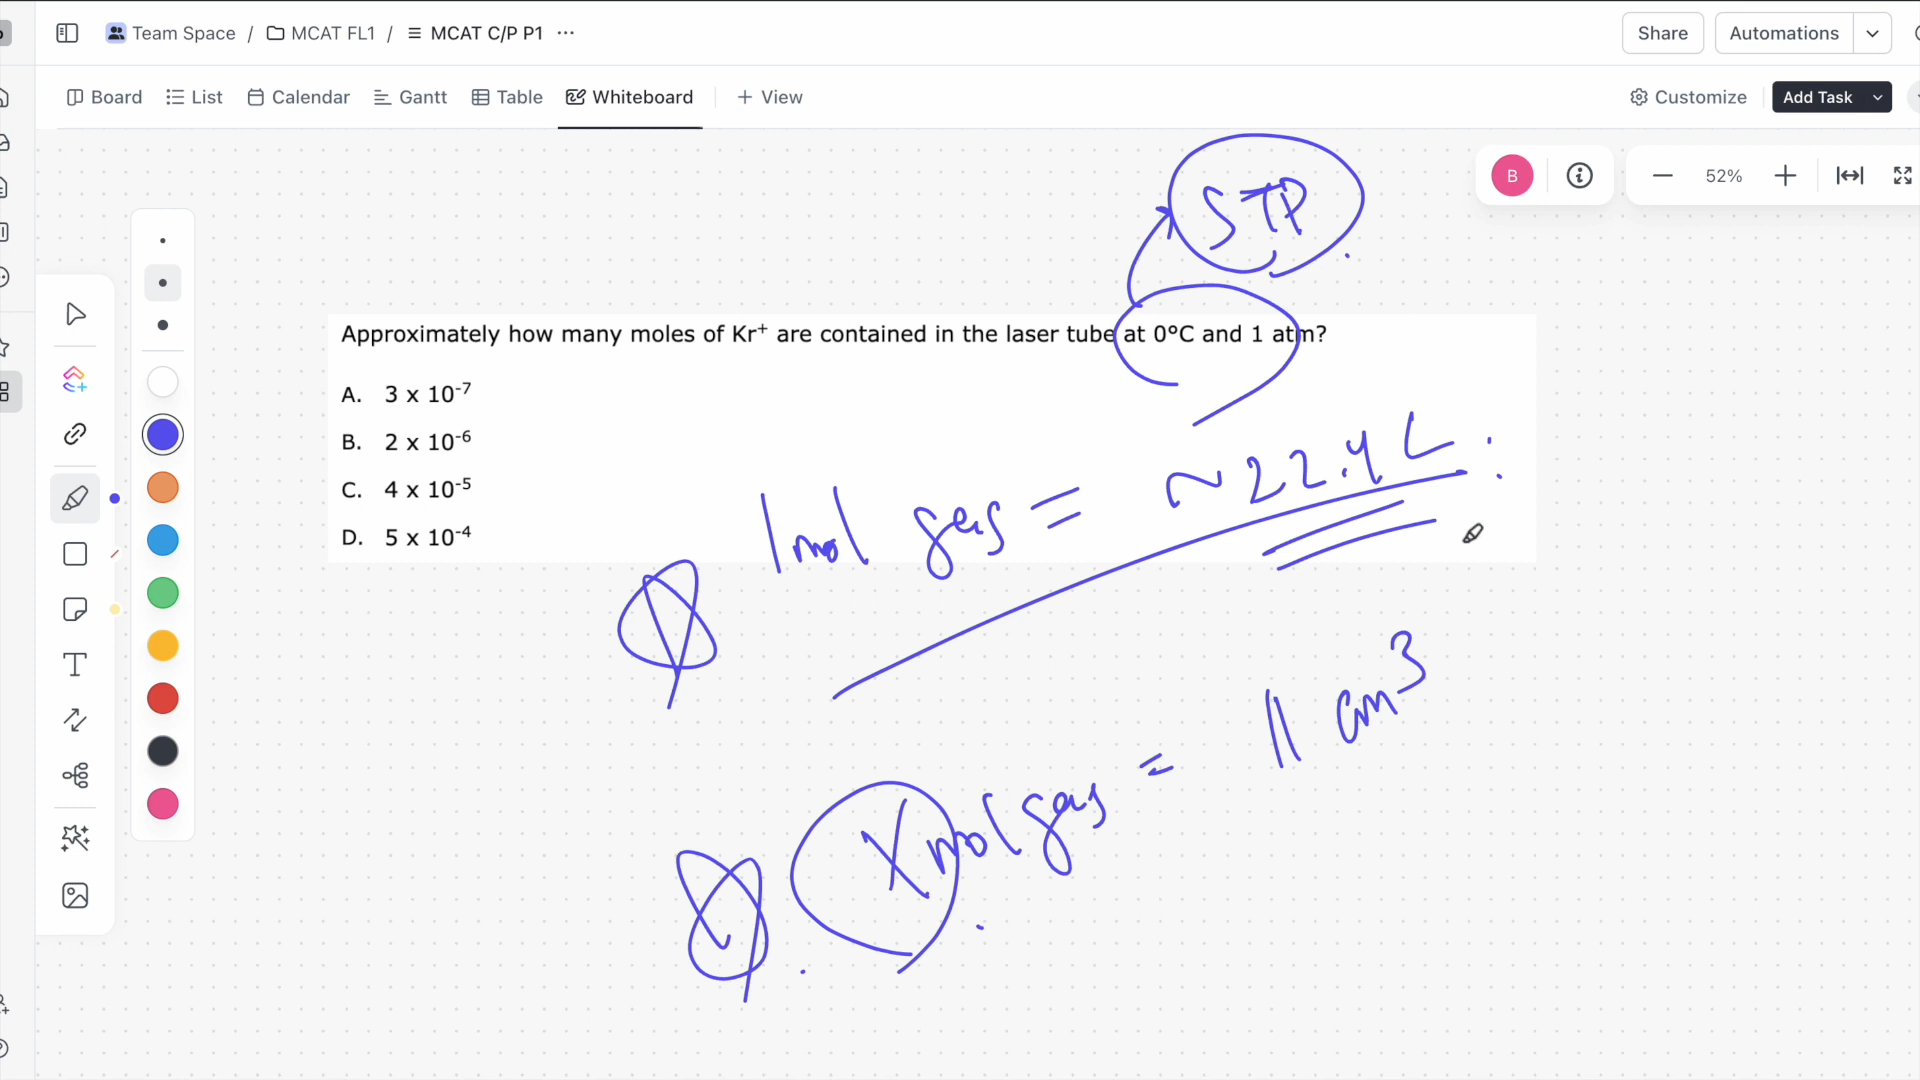 Team Space / MCAT FL1 / MCAT C/P P1 ...
Share
Automations
Board
List
Calendar
Gantt
Table
Whiteboard
+ View
Customize
Add Task
B
52%
STP
Approximately how many moles of Kr⁺ are contained in the laser tube at 0°C and 1 atm?
A. 3 x 10⁻⁷
B. 2 x 10⁻⁶
C. 4 x 10⁻⁵
D. 5 x 10⁻⁴
1 mol gas = ~22.4 L
X mol gas = 11 cm³